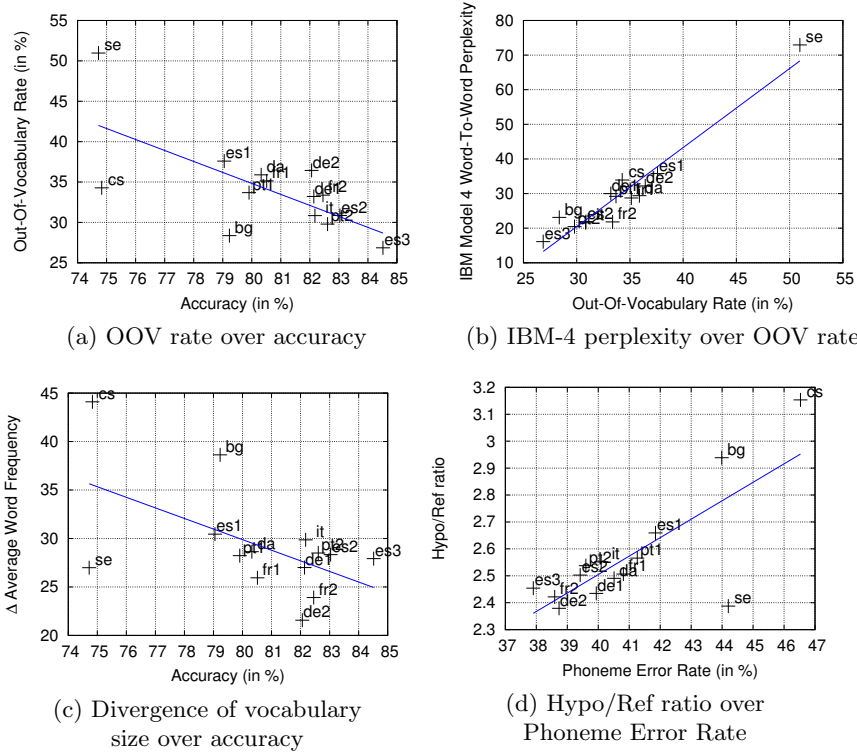 Out-Of-Vocabulary Rate (in %)
55
50
45
40
35
30
25
se
es1
da
de2
fr1
cs
pt1
de1
fr2
it
es2
pt2
bg
es3
74 75 76 77 78 79 80 81 82 83 84 85
Accuracy (in %)
(a) OOV rate over accuracy
IBM Model 4 Word-To-Word Perplexity
80
70
60
50
40
30
20
10
se
es1
cs
de2
da
bg
es2
fr2
es3
25 30 35 40 45 50 55
Out-Of-Vocabulary Rate (in %)
(b) IBM-4 perplexity over OOV rate
Δ Average Word Frequency
45
40
35
30
25
20
cs
bg
es1
it
da
pt1
pt2
es2
es3
se
de1
fr1
fr2
de2
74 75 76 77 78 79 80 81 82 83 84 85
Accuracy (in %)
(c) Divergence of vocabulary
size over accuracy
Hypo/Ref ratio
3.2
3.1
3
2.9
2.8
2.7
2.6
2.5
2.4
2.3
cs
bg
es1
pt2
it
pt1
es2
fr1
da
es3
de1
fr2
de2
se
37 38 39 40 41 42 43 44 45 46 47
Phoneme Error Rate (in %)
(d) Hypo/Ref ratio over
Phoneme Error Rate